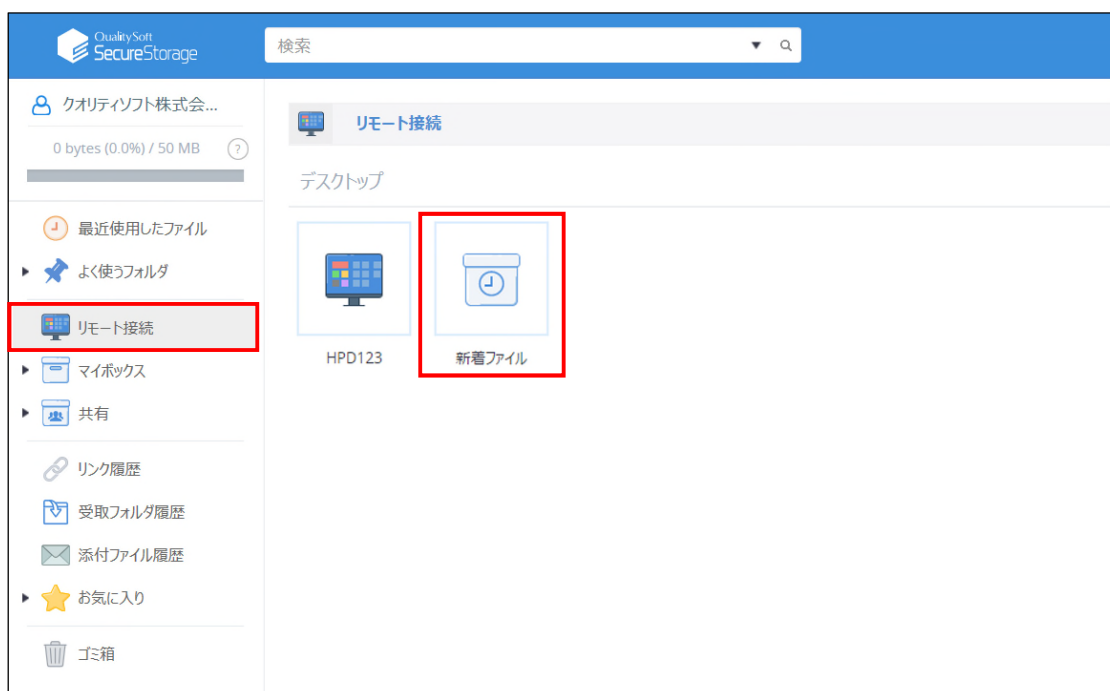 QualitySoft
SecureStorage
検索
クオリティソフト株式会...
0 bytes (0.0%) / 50 MB
?
最近使用したファイル
よく使うフォルダ
リモート接続
マイボックス
共有
リンク履歴
受取フォルダ履歴
添付ファイル履歴
お気に入り
ゴミ箱
リモート接続
デスクトップ
HPD123
新着ファイル